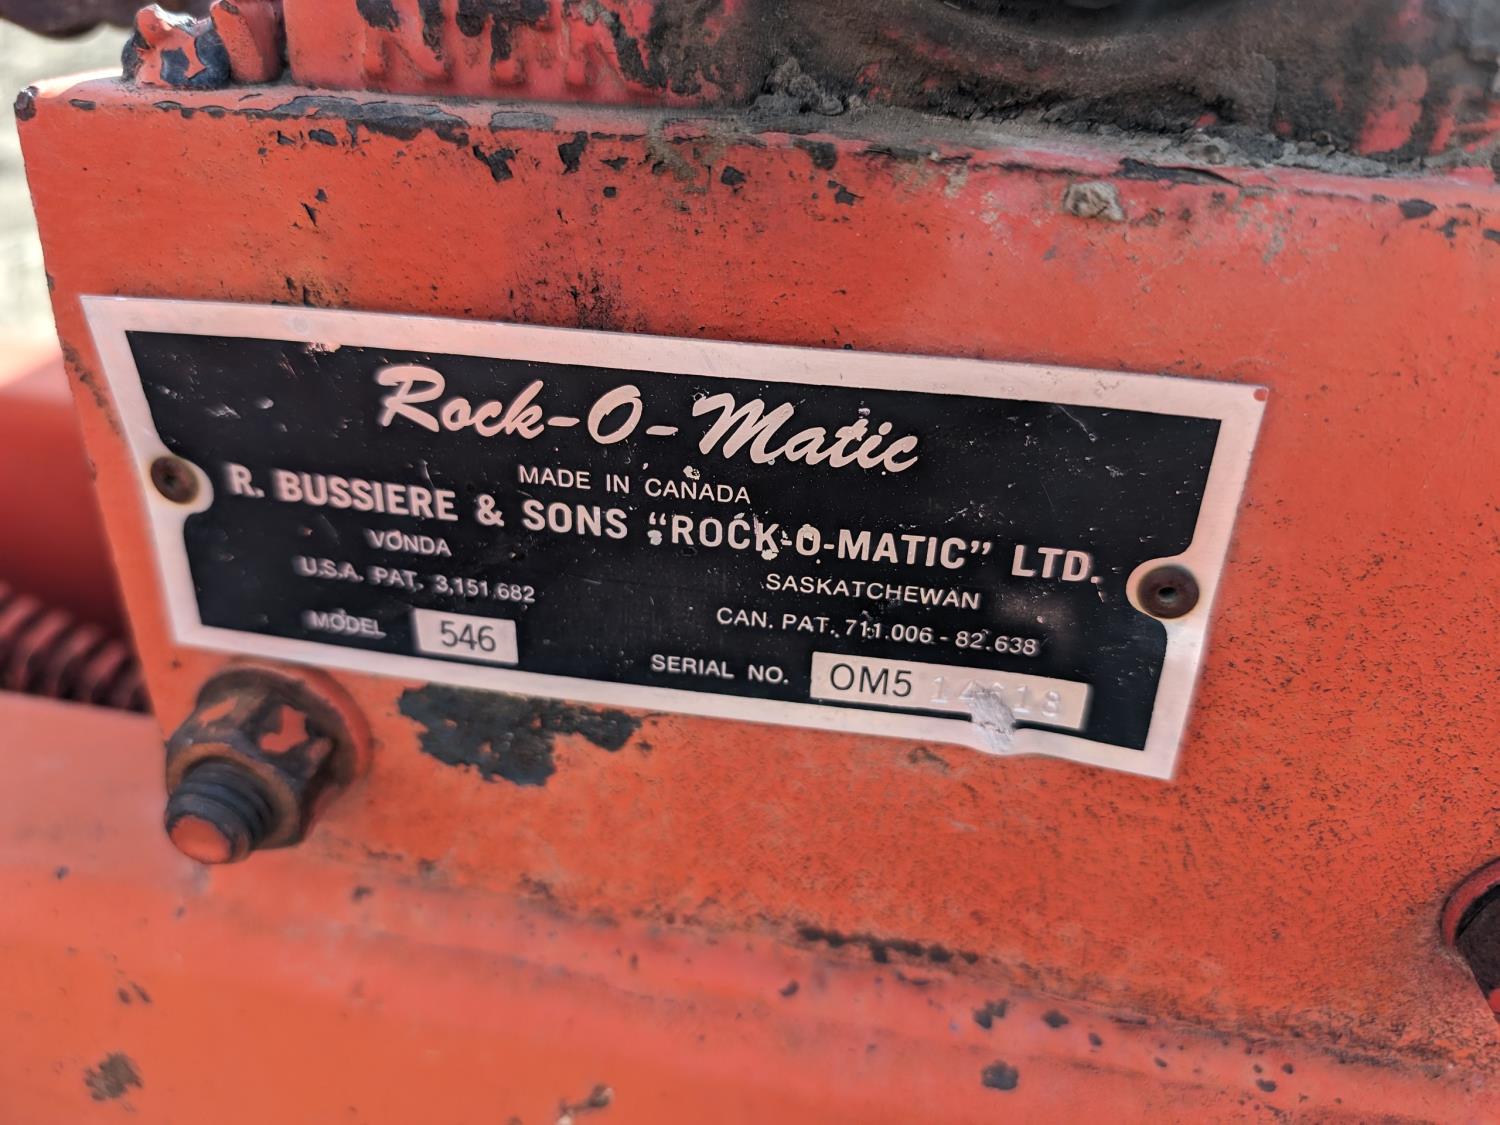 Rock-O-Matic
MADE IN CANADA
R. BUSSIERE & SONS “ROCK-O-MATIC” LTD.
VONDA SASKATCHEWAN
U.S.A. PAT. 3,151.682 CAN. PAT. 711.006 - 82.638
MODEL 546 SERIAL NO. OM5